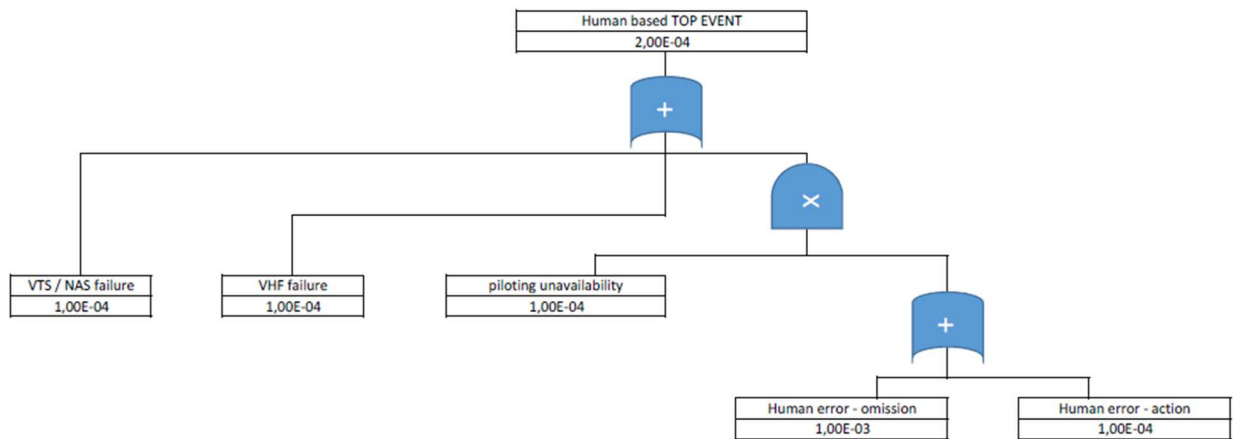 Human based TOP EVENT
2,00E-04
+
x
VTS / NAS failure
1,00E-04
VHF failure
1,00E-04
piloting unavailability
1,00E-04
+
Human error - omission
1,00E-03
Human error - action
1,00E-04